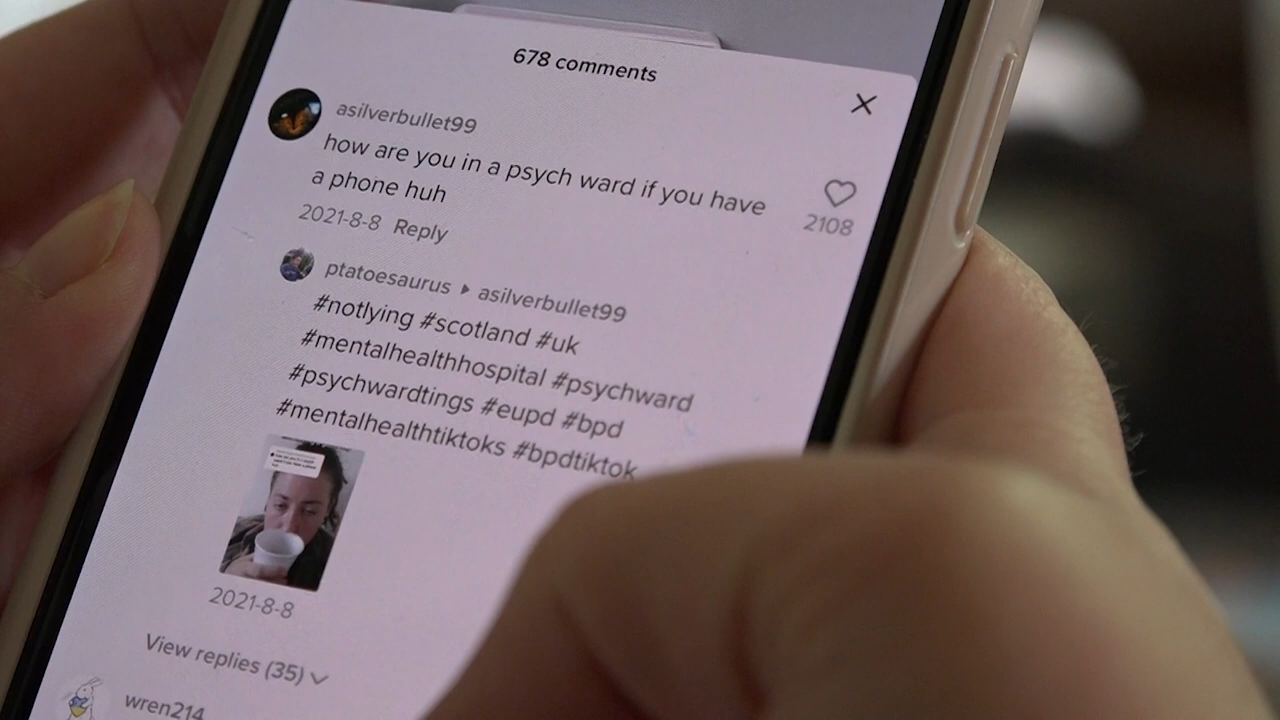 678 comments
asilverbullet99
how are you in a psych ward if you have
a phone huh
2108
2021-8-8 Reply
ptatoesaurus ▸ asilverbullet99
#notlying #scotland #uk
#mentalhealthhospital #psychward
#psychwardtings #eupd #bpd
#mentalhealthtiktoks #bpdtiktok
2021-8-8
View replies (35)
wren214